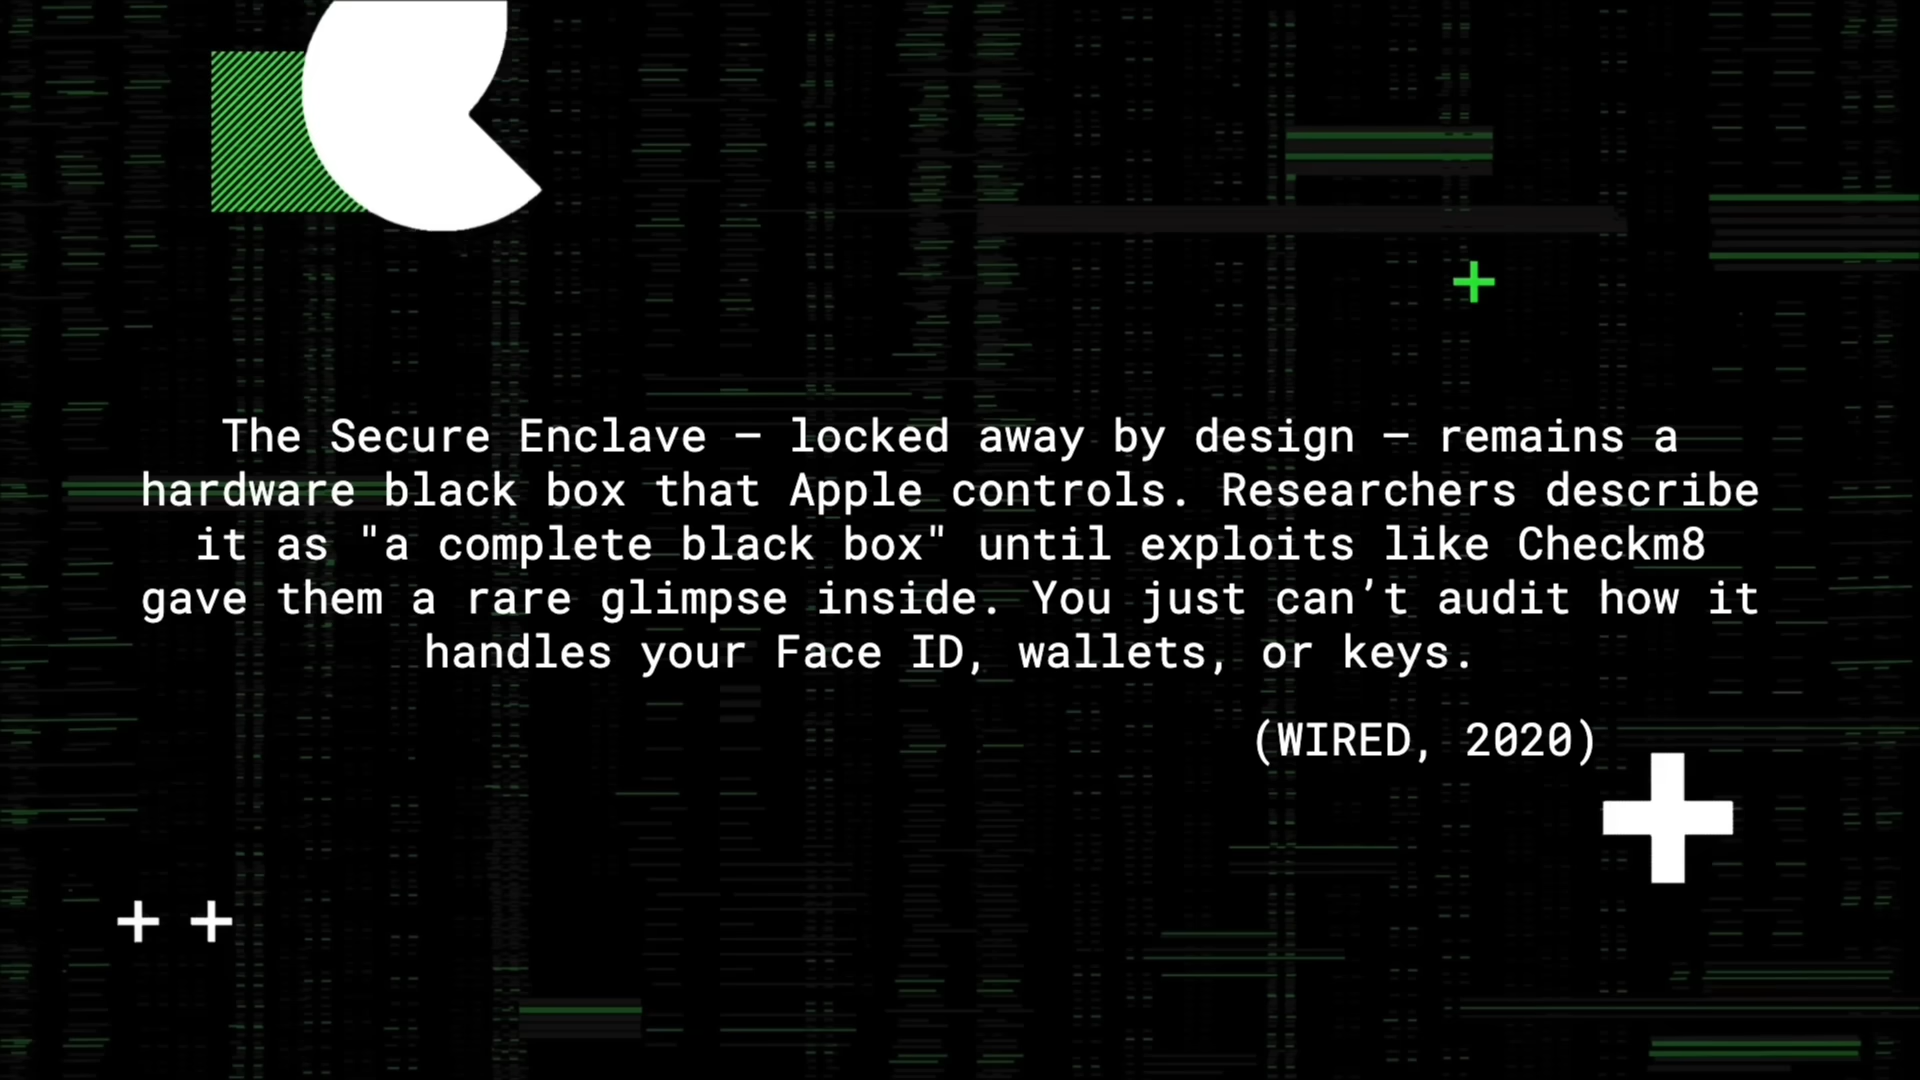 The Secure Enclave — locked away by design — remains a
hardware black box that Apple controls. Researchers describe
it as "a complete black box" until exploits like Checkm8
gave them a rare glimpse inside. You just can’t audit how it
handles your Face ID, wallets, or keys.
(WIRED, 2020)